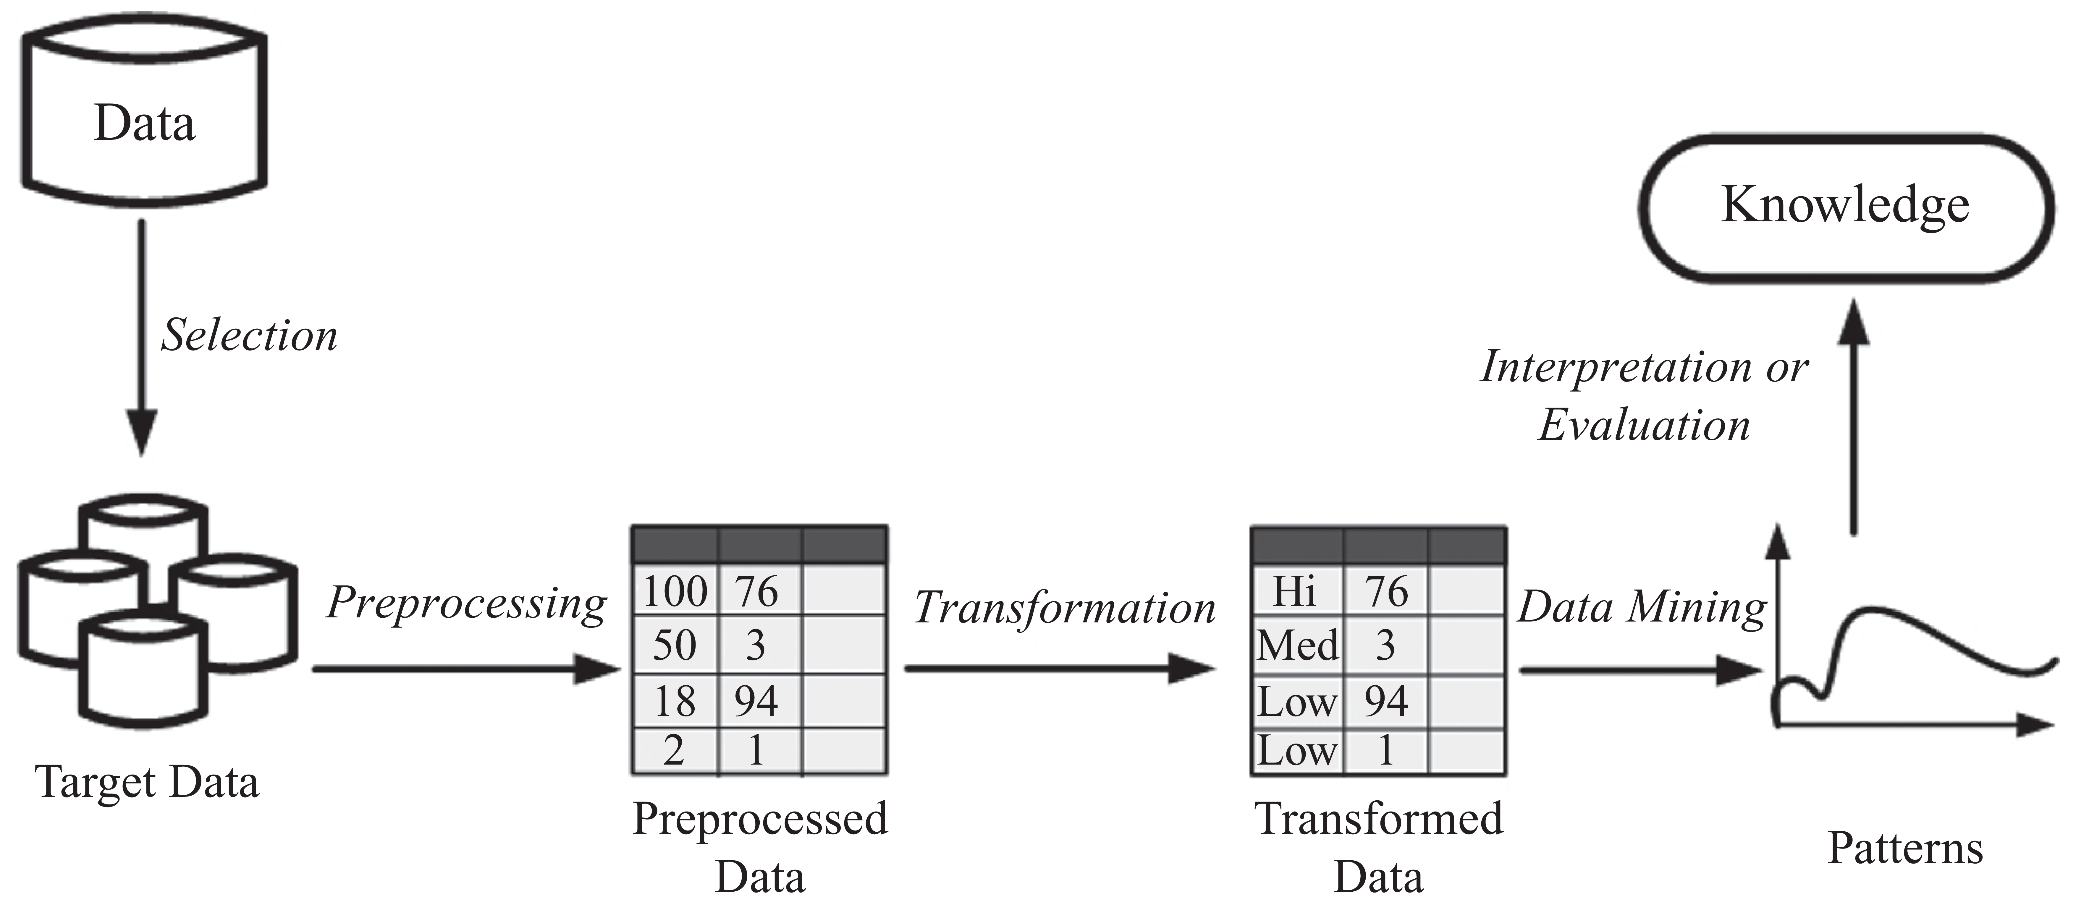 Data
Selection
Target Data
Preprocessing
100 76
50 3
18 94
2 1
Preprocessed
Data
Transformation
Hi 76
Med 3
Low 94
Low 1
Transformed
Data
Data Mining
Patterns
Interpretation or
Evaluation
Knowledge